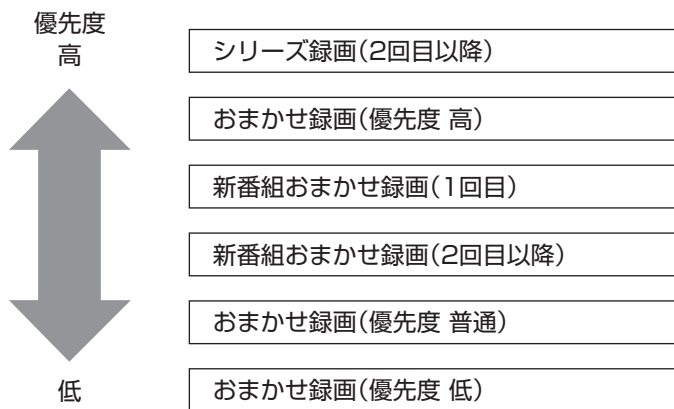 優先度
高
シリーズ録画(2回目以降)
おまかせ録画(優先度 高)
新番組おまかせ録画(1回目)
新番組おまかせ録画(2回目以降)
おまかせ録画(優先度 普通)
低
おまかせ録画(優先度 低)